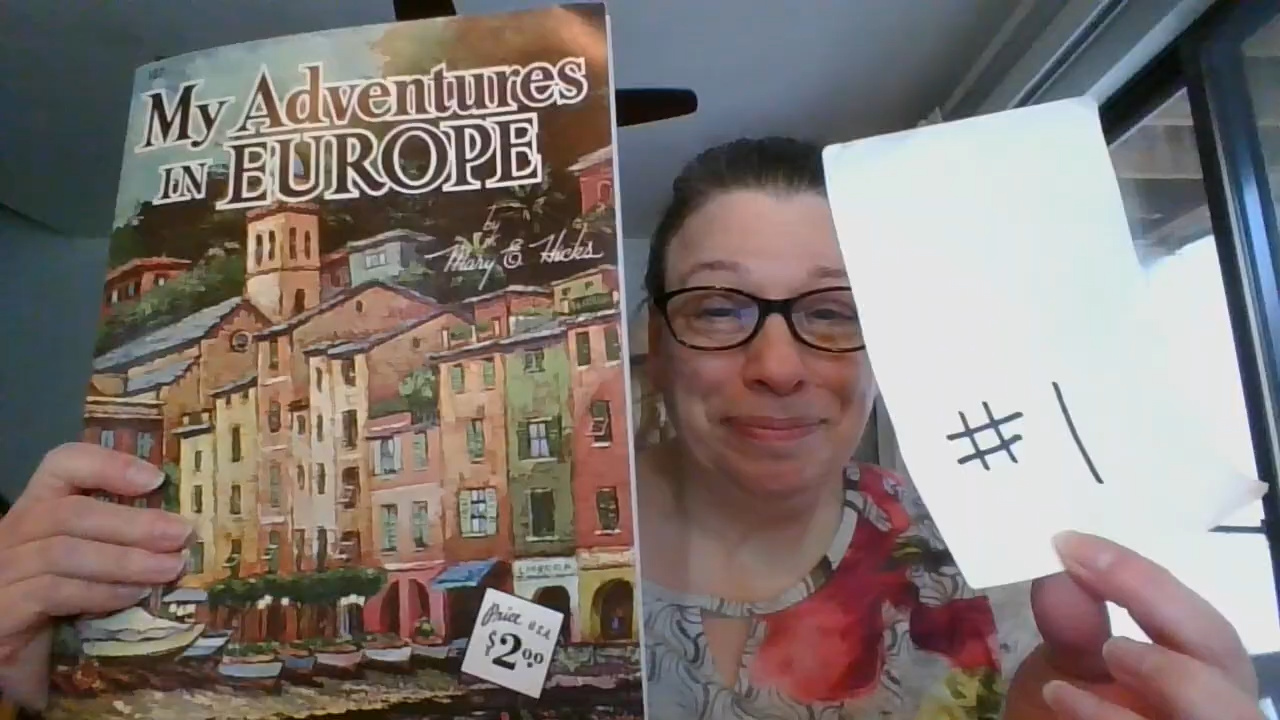 My Adventures
IN EUROPE
by
Mary E. Hicks
Price U.S.A.
$2.00
#1